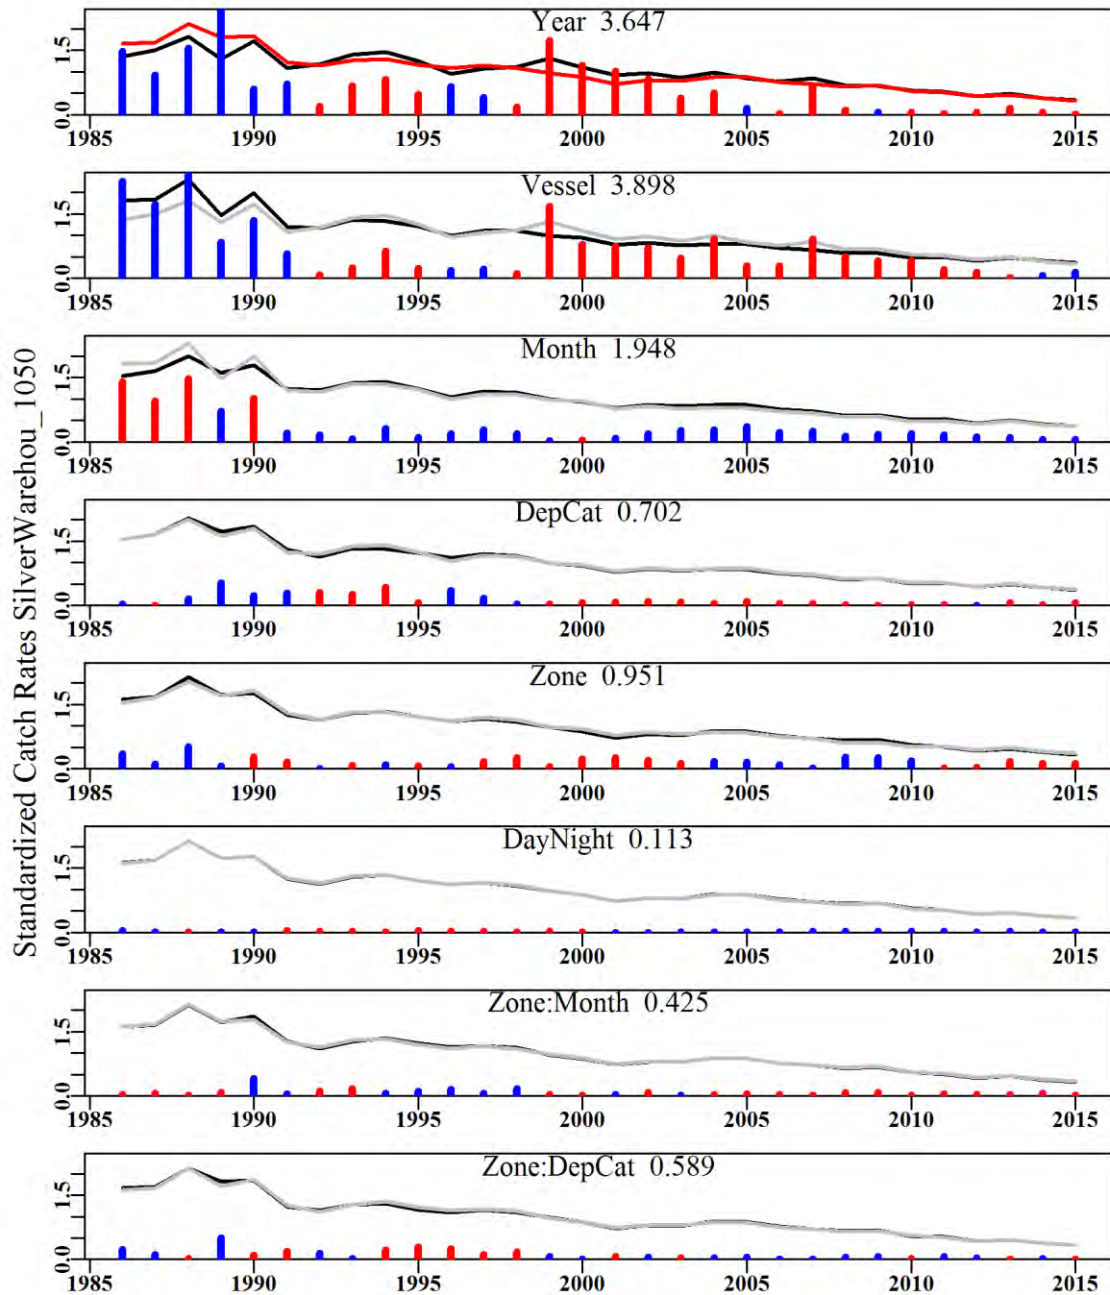 Standardized Catch Rates SilverWarehou_1050
Year 3.647
0.0 1.5
1985 1990 1995 2000 2005 2010 2015
Vessel 3.898
0.0 1.5
1985 1990 1995 2000 2005 2010 2015
Month 1.948
0.0 1.5
1985 1990 1995 2000 2005 2010 2015
DepCat 0.702
0.0 1.5
1985 1990 1995 2000 2005 2010 2015
Zone 0.951
0.0 1.5
1985 1990 1995 2000 2005 2010 2015
DayNight 0.113
0.0 1.5
1985 1990 1995 2000 2005 2010 2015
Zone:Month 0.425
0.0 1.5
1985 1990 1995 2000 2005 2010 2015
Zone:DepCat 0.589
0.0 1.5
1985 1990 1995 2000 2005 2010 2015